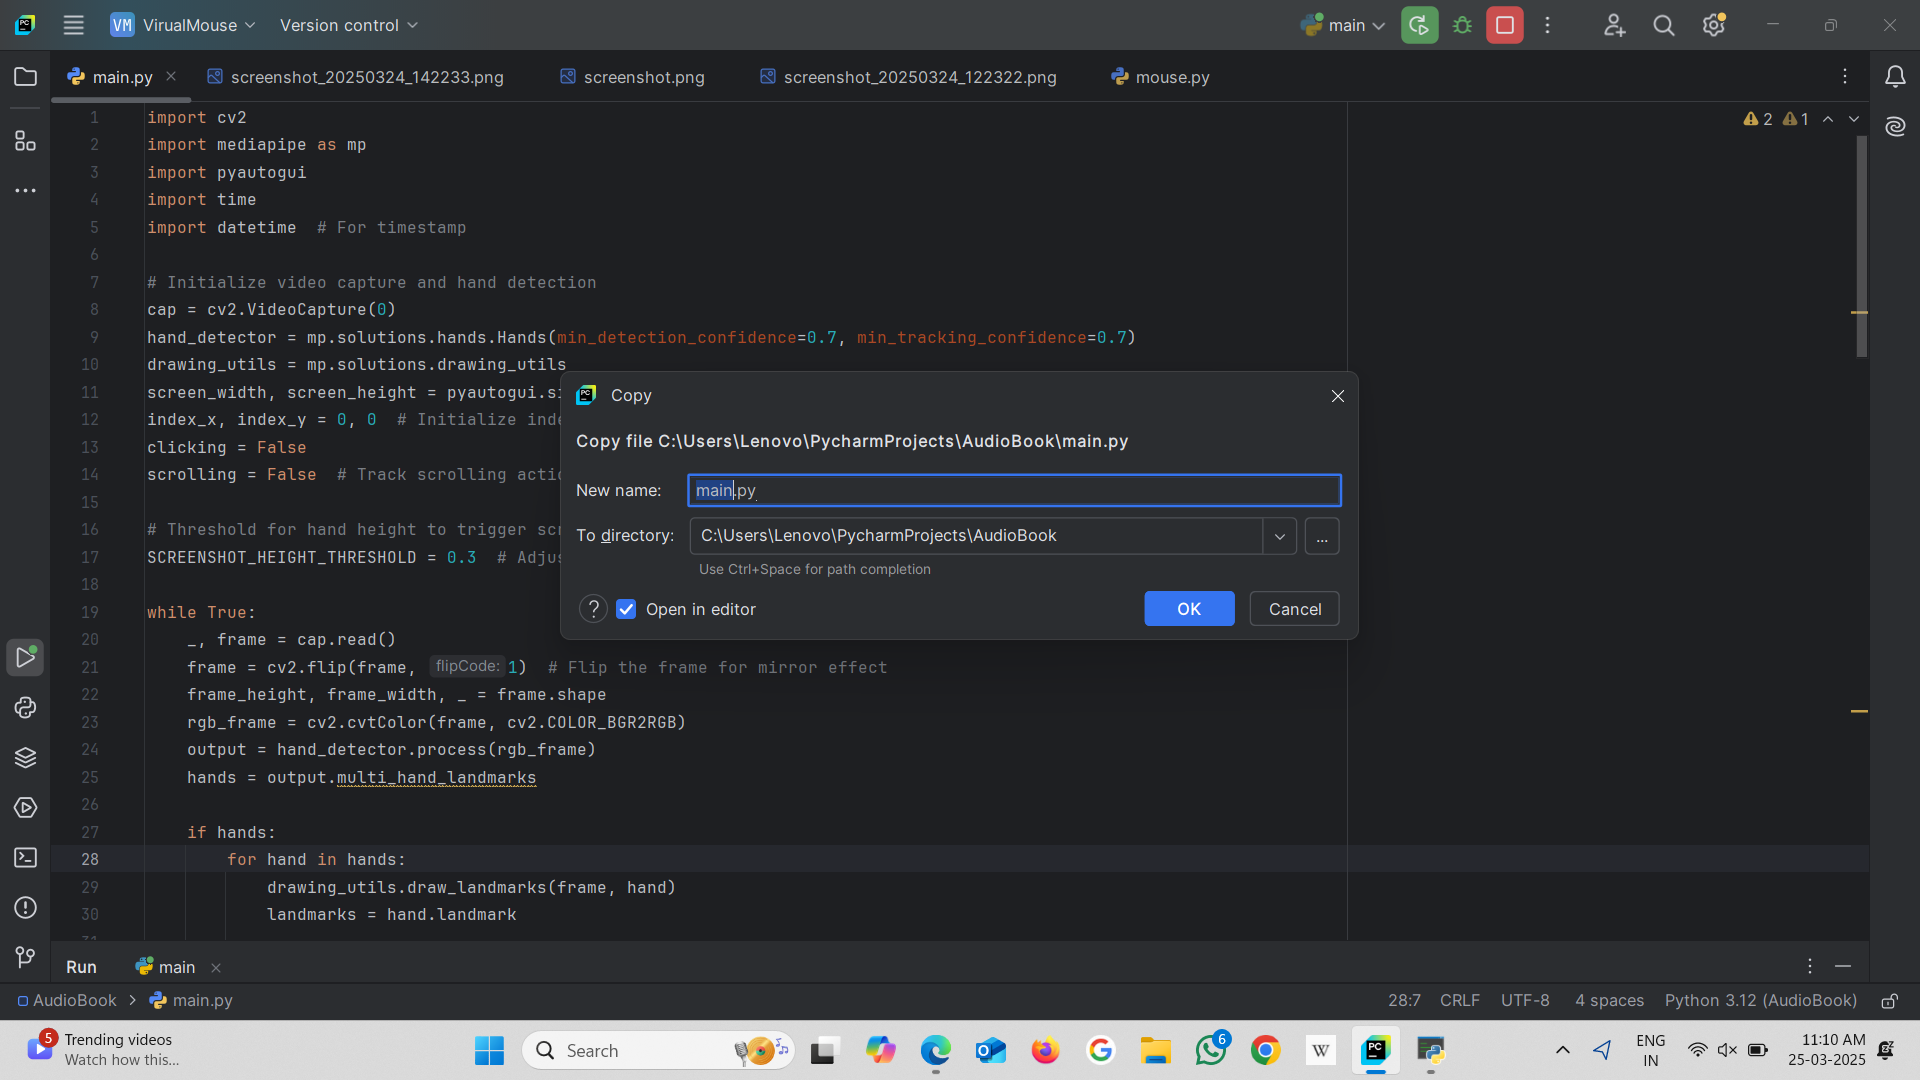 VM VirualMouse Version control main
main.py screenshot_20250324_142233.png screenshot.png screenshot_20250324_122322.png mouse.py
2 1
1 import cv2
2 import mediapipe as mp
3 import pyautogui
4 import time
5 import datetime # For timestamp
6
7 # Initialize video capture and hand detection
8 cap = cv2.VideoCapture(0)
9 hand_detector = mp.solutions.hands.Hands(min_detection_confidence=0.7, min_tracking_confidence=0.7)
10 drawing_utils = mp.solutions.drawing_utils
11 screen_width, screen_height = pyautogui.si
12 index_x, index_y = 0, 0 # Initialize inde
13 clicking = False
14 scrolling = False # Track scrolling actio
15
16 # Threshold for hand height to trigger scr
17 SCREENSHOT_HEIGHT_THRESHOLD = 0.3 # Adjus
18
19 while True:
20 _, frame = cap.read()
21 frame = cv2.flip(frame, flipCode: 1) # Flip the frame for mirror effect
22 frame_height, frame_width, _ = frame.shape
23 rgb_frame = cv2.cvtColor(frame, cv2.COLOR_BGR2RGB)
24 output = hand_detector.process(rgb_frame)
25 hands = output.multi_hand_landmarks
26
27 if hands:
28 for hand in hands:
29 drawing_utils.draw_landmarks(frame, hand)
30 landmarks = hand.landmark
31
Copy
Copy file C:\Users\Lenovo\PycharmProjects\AudioBook\main.py
New name: main.py
To directory: C:\Users\Lenovo\PycharmProjects\AudioBook ...
Use Ctrl+Space for path completion
? Open in editor OK Cancel
Run main
AudioBook > main.py 28:7 CRLF UTF-8 4 spaces Python 3.12 (AudioBook)
5 Trending videos
Watch how this...
Search
6
W
PC
ENG
IN
11:10 AM
25-03-2025